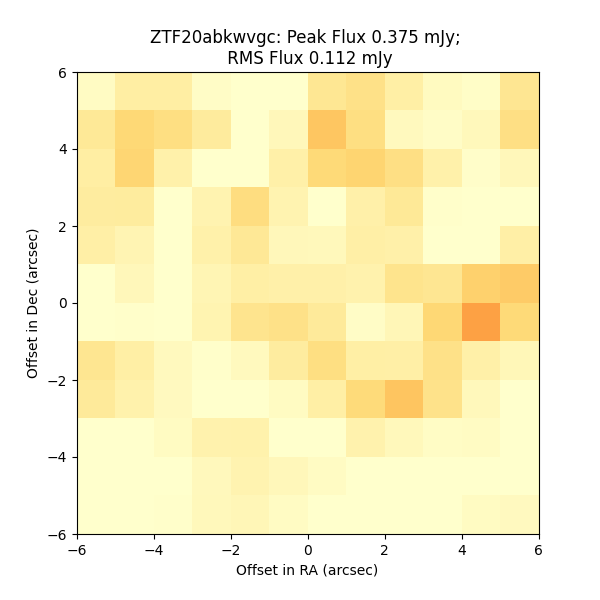 ZTF20abkwvgc: Peak Flux 0.375 mJy;
RMS Flux 0.112 mJy
6
4
2
0
−2
−4
−6
Offset in Dec (arcsec)
−6 −4 −2 0 2 4 6
Offset in RA (arcsec)